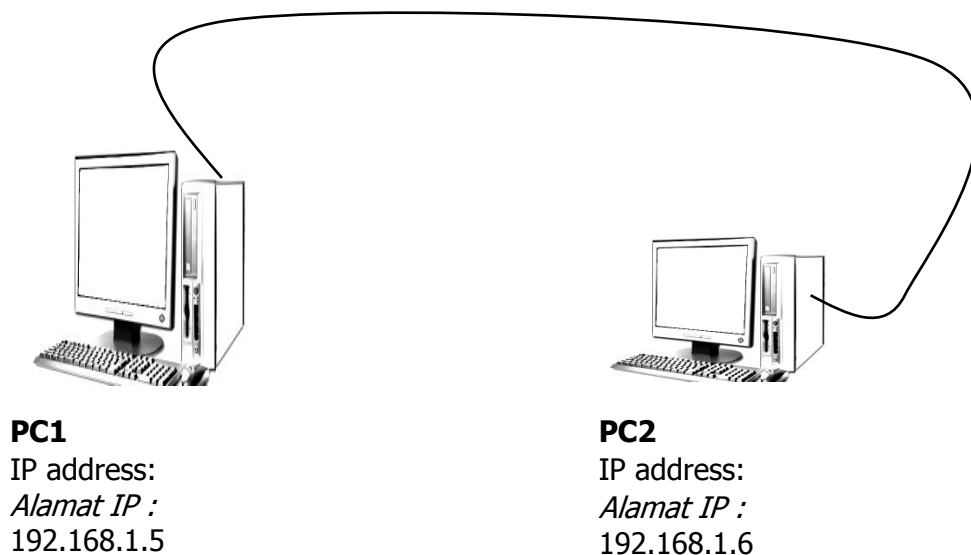 PC1
IP address:
Alamat IP :
192.168.1.5
PC2
IP address:
Alamat IP :
192.168.1.6